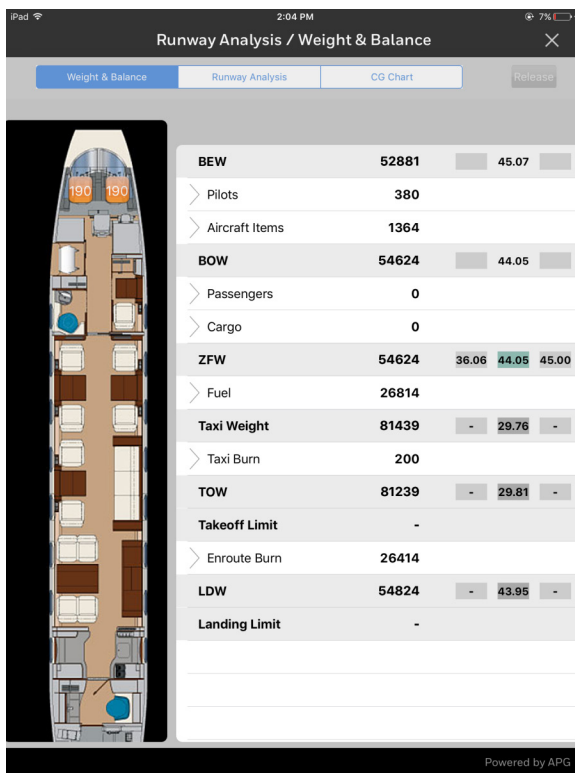 iPad 2:04 PM 7%
Runway Analysis / Weight & Balance
Weight & Balance Runway Analysis CG Chart Release
190 190
BEW 52881 45.07
Pilots 380
Aircraft Items 1364
BOW 54624 44.05
Passengers 0
Cargo 0
ZFW 54624 36.06 44.05 45.00
Fuel 26814
Taxi Weight 81439 - 29.76 -
Taxi Burn 200
TOW 81239 - 29.81 -
Takeoff Limit -
Enroute Burn 26414
LDW 54824 - 43.95 -
Landing Limit -
Powered by APG